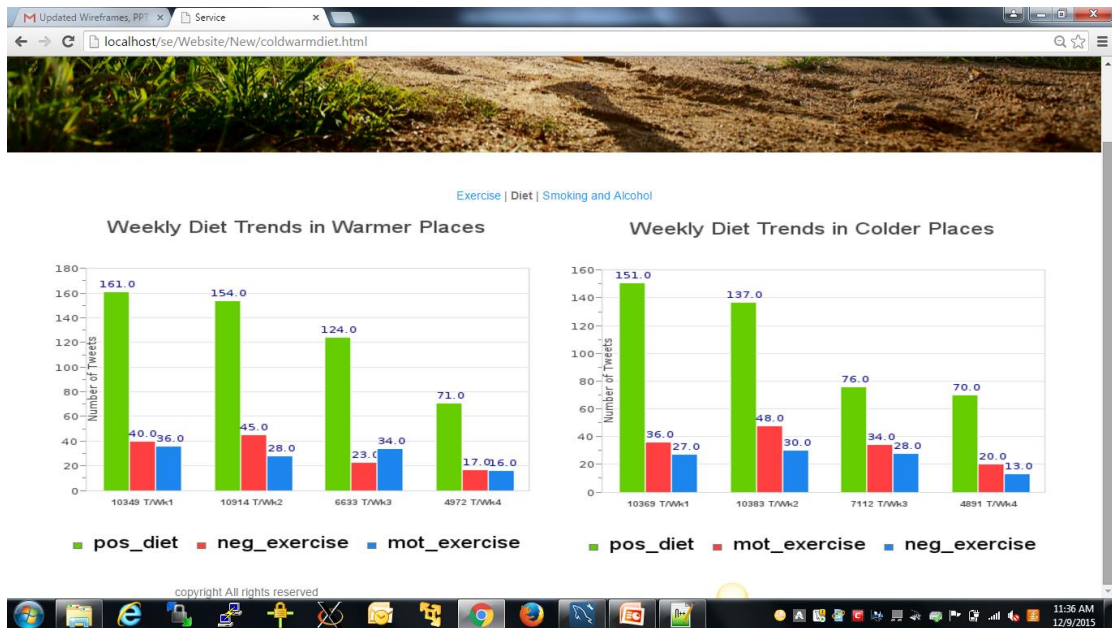 Updated Wireframes, PPT
Service
localhost/se/Website/New/coldwarmdiet.html
Exercise | Diet | Smoking and Alcohol
Weekly Diet Trends in Warmer Places
180
160
140
120
100
80
60
40
20
0
Number of Tweets
161.0
40.0
36.0
154.0
45.0
28.0
124.0
23.0
34.0
71.0
17.0
16.0
10349 T/Wk1
10914 T/Wk2
6633 T/Wk3
4972 T/Wk4
pos_diet neg_exercise mot_exercise
Weekly Diet Trends in Colder Places
160
140
120
100
80
60
40
20
0
Number of Tweets
151.0
36.0
27.0
137.0
48.0
30.0
76.0
34.0
28.0
70.0
20.0
13.0
10369 T/Wk1
10383 T/Wk2
7112 T/Wk3
4891 T/Wk4
pos_diet mot_exercise neg_exercise
copyright All rights reserved
11:36 AM
12/9/2015